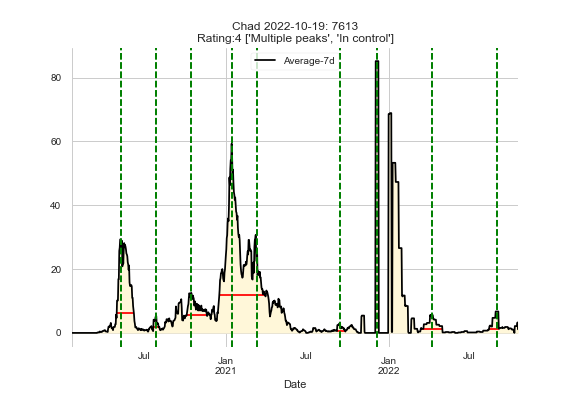 Chad 2022-10-19: 7613
Rating:4 ['Multiple peaks', 'In control']
Average-7d
80
60
40
20
0
Jul
Jan
2021
Jul
Jan
2022
Jul
Date